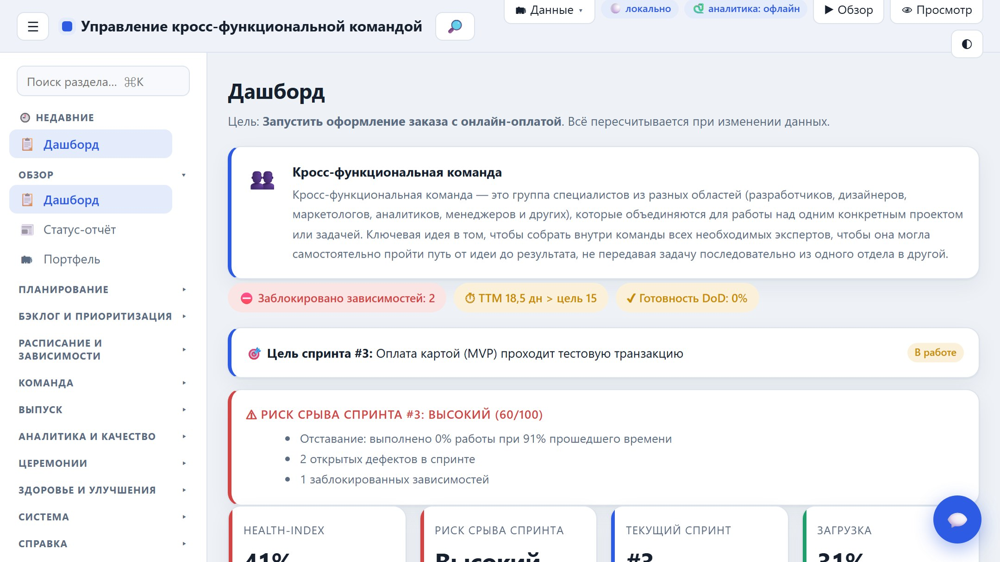 ☰ Управление кросс-функциональной командой
Данные ▾
локально
аналитика: офлайн
▶ Обзор
Просмотр
Поиск раздела... ⌘K
НЕДАВНИЕ
Дашборд
ОБЗОР
Дашборд
Статус-отчёт
Портфель
ПЛАНИРОВАНИЕ
БЭКЛОГ И ПРИОРИТИЗАЦИЯ
РАСПИСАНИЕ И
ЗАВИСИМОСТИ
КОМАНДА
ВЫПУСК
АНАЛИТИКА И КАЧЕСТВО
ЦЕРЕМОНИИ
ЗДОРОВЬЕ И УЛУЧШЕНИЯ
СИСТЕМА
СПРАВКА
Дашборд
Цель: Запустить оформление заказа с онлайн-оплатой. Всё пересчитывается при изменении данных.
Кросс-функциональная команда
Кросс-функциональная команда — это группа специалистов из разных областей (разработчиков, дизайнеров,
маркетологов, аналитиков, менеджеров и других), которые объединяются для работы над одним конкретным проектом
или задачей. Ключевая идея в том, чтобы собрать внутри команды всех необходимых экспертов, чтобы она могла
самостоятельно пройти путь от идеи до результата, не передавая задачу последовательно из одного отдела в другой.
⛔ Заблокировано зависимостей: 2
⏱ TTM 18,5 дн > цель 15
✔ Готовность DoD: 0%
🎯 Цель спринта #3: Оплата картой (MVP) проходит тестовую транзакцию
В работе
⚠ РИСК СРЫВА СПРИНТА #3: ВЫСОКИЙ (60/100)
• Отставание: выполнено 0% работы при 91% прошедшего времени
• 2 открытых дефектов в спринте
• 1 заблокированных зависимостей
HEALTH-INDEX
41%
РИСК СРЫВА СПРИНТА
Высокий
ТЕКУЩИЙ СПРИНТ
#3
ЗАГРУЗКА
31%